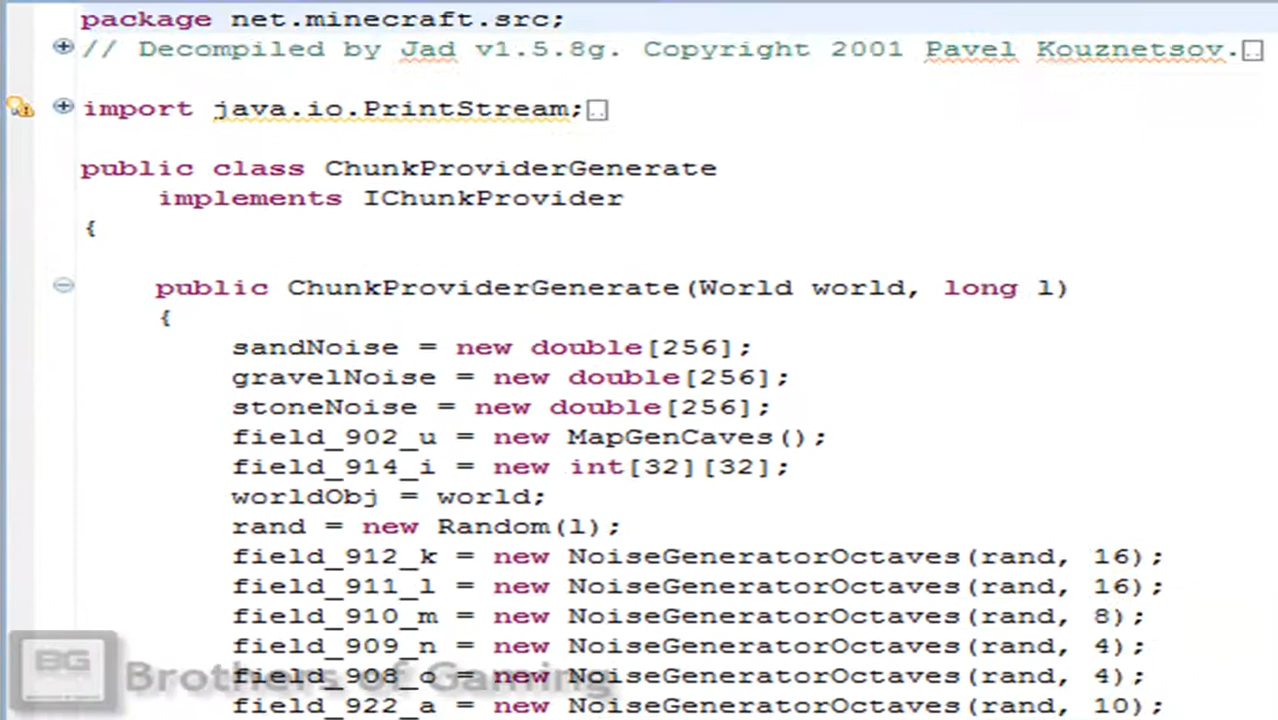 package net.minecraft.src;
// Decompiled by Jad v1.5.8g. Copyright 2001 Pavel Kouznetsov.
import java.io.PrintStream;
public class ChunkProviderGenerate
implements IChunkProvider
{
public ChunkProviderGenerate(World world, long l)
{
sandNoise = new double[256];
gravelNoise = new double[256];
stoneNoise = new double[256];
field_902_u = new MapGenCaves();
field_914_i = new int[32][32];
worldObj = world;
rand = new Random(l);
field_912_k = new NoiseGeneratorOctaves(rand, 16);
field_911_l = new NoiseGeneratorOctaves(rand, 16);
field_910_m = new NoiseGeneratorOctaves(rand, 8);
field_909_n = new NoiseGeneratorOctaves(rand, 4);
field_908_o = new NoiseGeneratorOctaves(rand, 4);
field_922_a = new NoiseGeneratorOctaves(rand, 10);
BG
Brothers of Gaming